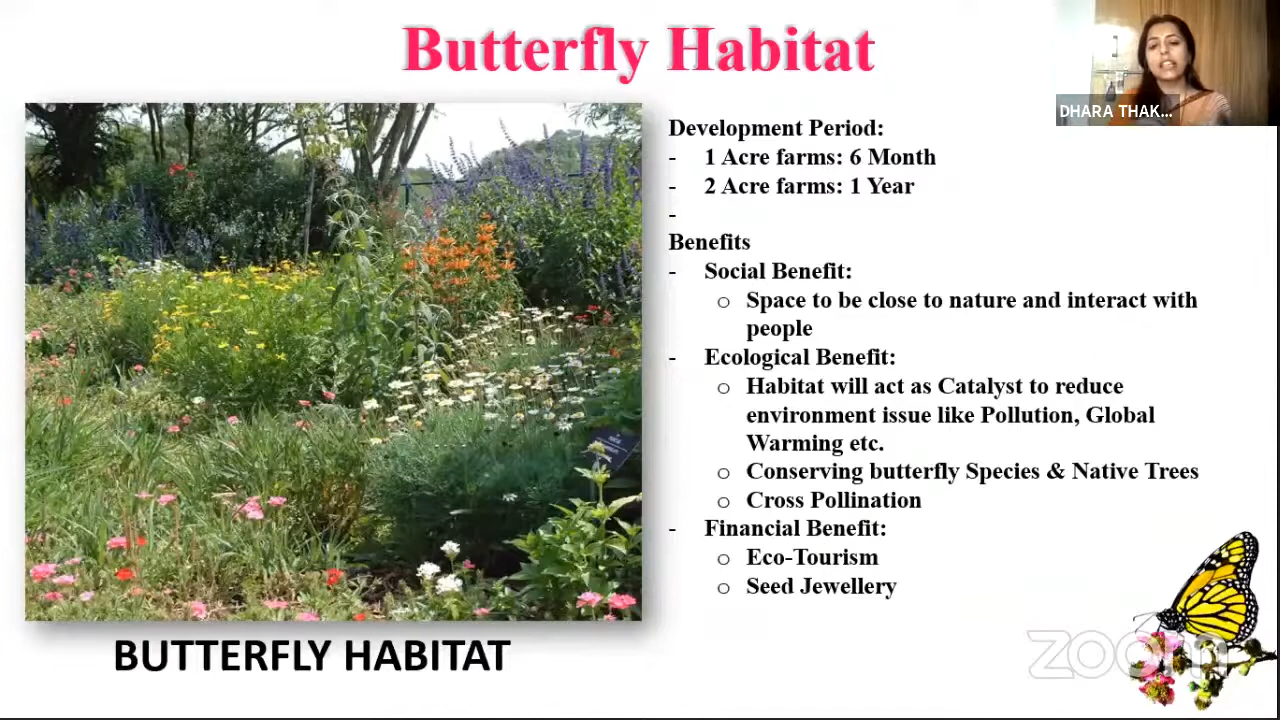 Butterfly Habitat
DHARA THAK...
Development Period:
- 1 Acre farms: 6 Month
- 2 Acre farms: 1 Year
-
Benefits
- Social Benefit:
o Space to be close to nature and interact with
people
- Ecological Benefit:
o Habitat will act as Catalyst to reduce
environment issue like Pollution, Global
Warming etc.
o Conserving butterfly Species & Native Trees
o Cross Pollination
- Financial Benefit:
o Eco-Tourism
o Seed Jewellery
BUTTERFLY HABITAT
zoom